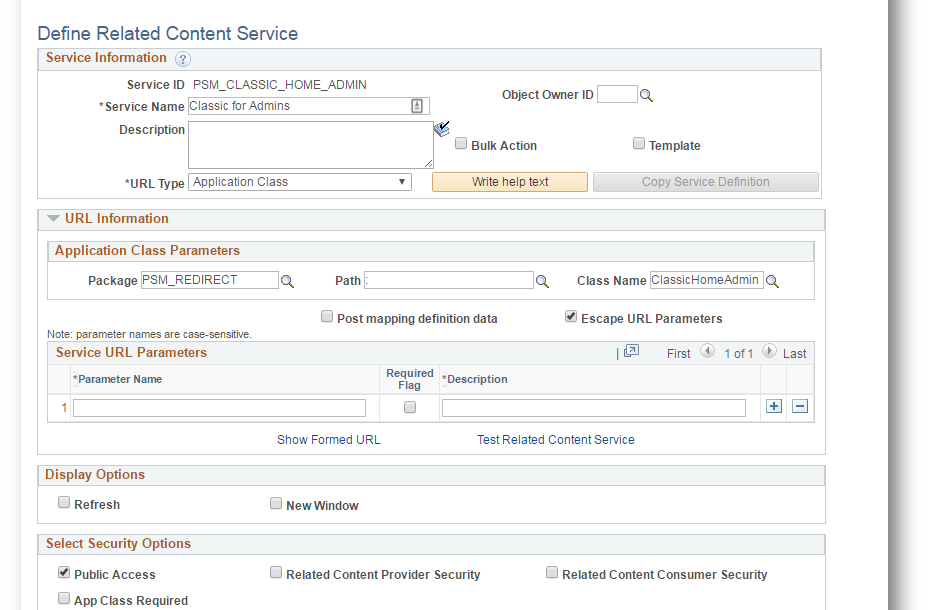 Define Related Content Service
Service Information ?
Service ID PSM_CLASSIC_HOME_ADMIN
*Service Name Classic for Admins
Object Owner ID
Description
Bulk Action Template
*URL Type Application Class Write help text Copy Service Definition
URL Information
Application Class Parameters
Package PSM_REDIRECT Path : Class Name ClassicHomeAdmin
Post mapping definition data Escape URL Parameters
Note: parameter names are case-sensitive.
Service URL Parameters | First 1 of 1 Last
*Parameter Name Required Flag *Description
1
Show Formed URL Test Related Content Service
Display Options
Refresh New Window
Select Security Options
Public Access Related Content Provider Security Related Content Consumer Security
App Class Required